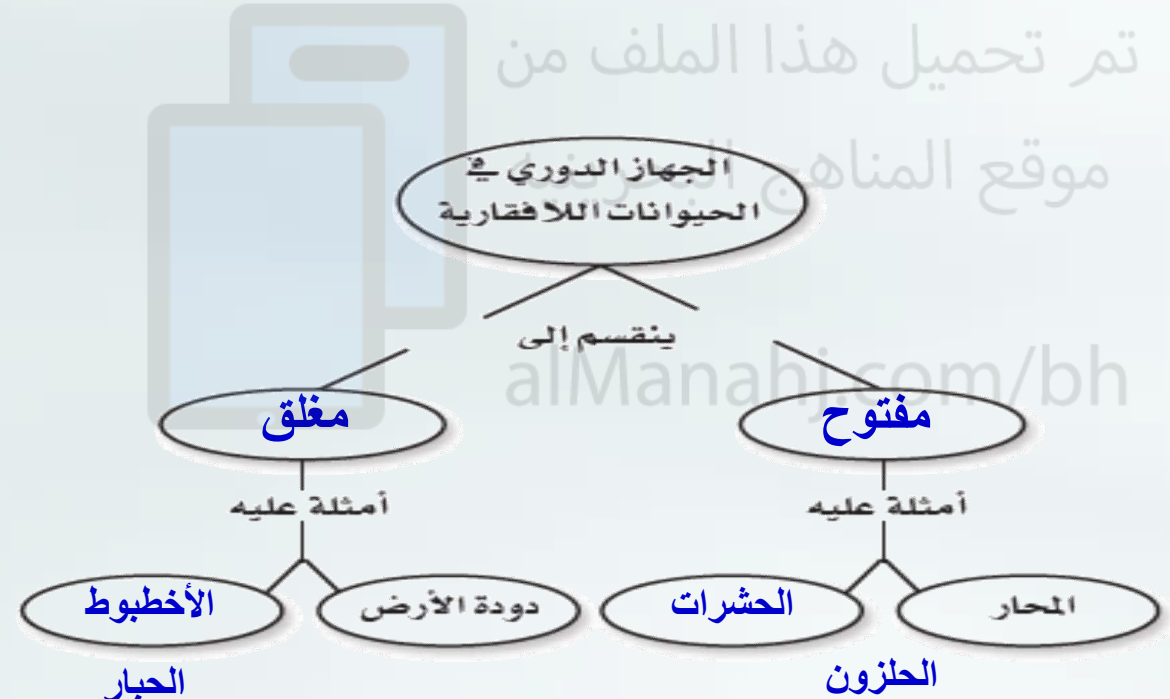 تم تحميل هذا الملف من
موقع المناهج البحرينية
alManahj.com/bh
الجهاز الدوري في
الحيوانات اللافقارية
ينقسم إلى
مفتوح
مغلق
أمثلة عليه
أمثلة عليه
المحار
الحشرات
دودة الأرض
الأخطبوط
الحلزون
الحبار